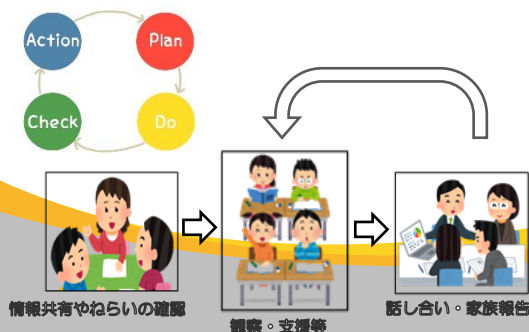 Action
Plan
Check
Do
情報共有やねらいの確認
観察・支援等
話し合い・家族報告